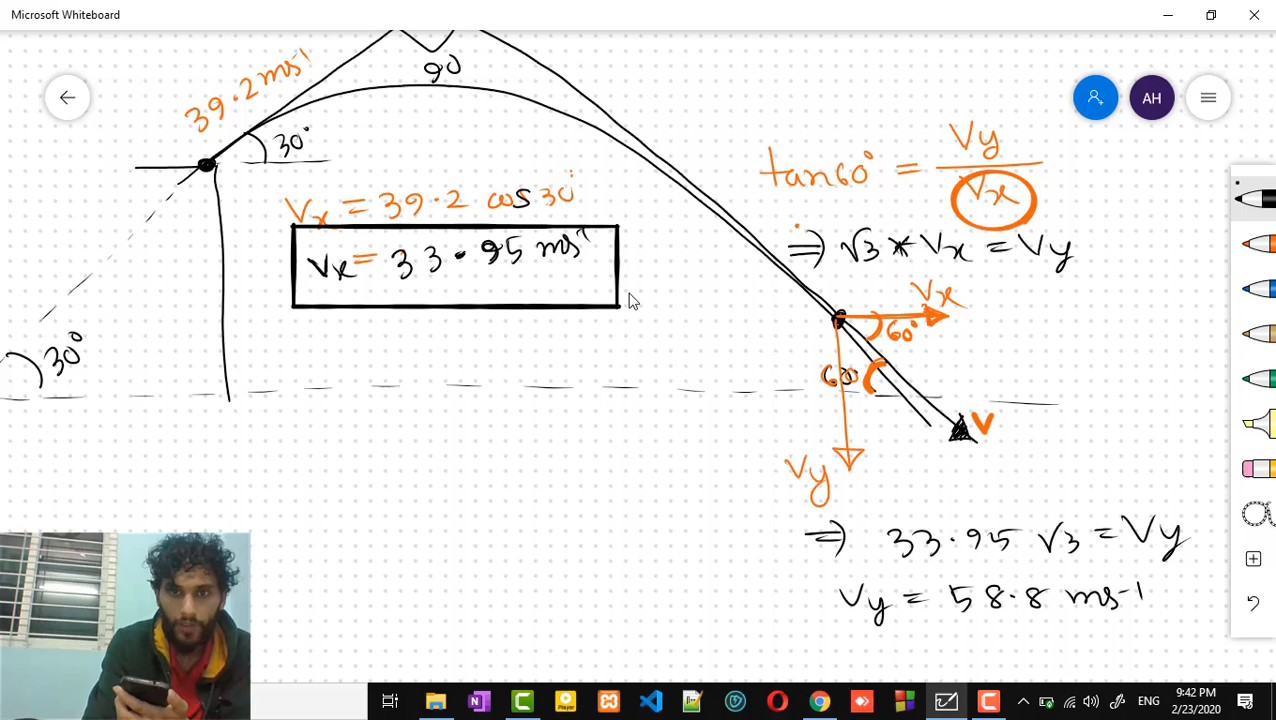 Microsoft Whiteboard
90
39.2 ms⁻¹
30°
AH
Vx = 39.2 cos30°
Vx = 33.95 ms⁻¹
tan60° = Vy / Vx
⇒ √3 * Vx = Vy
Vx
60°
30°
60
V
Vy
⇒ 33.95 √3 = Vy
Vy = 58.8 ms⁻¹
Player
ENG
9:42 PM
2/23/2020